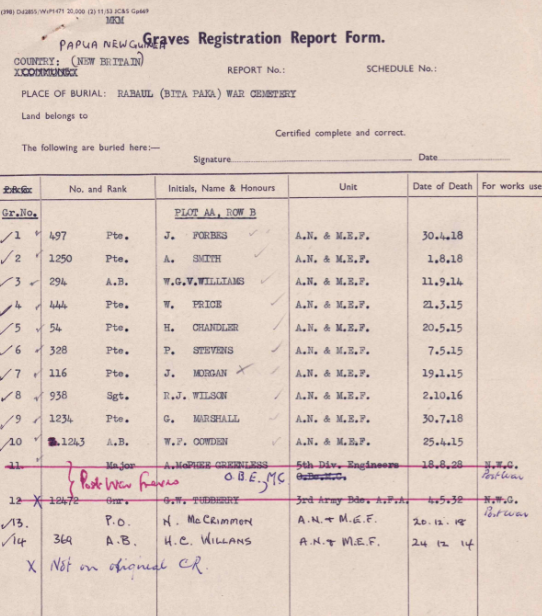 (398) D42855/W/P1471 20,000 (2) 11/53 JC&S Gp669
MKM
Graves Registration Report Form.
PAPUA NEW GUINEA
COUNTRY: (NEW BRITAIN)
COMMUNE
REPORT No.: SCHEDULE No.:
PLACE OF BURIAL: RABAUL (BITA PAKA) WAR CEMETERY
Land belongs to
Certified complete and correct.
The following are buried here:—
Signature Date
No. and Rank Initials, Name & Honours Unit Date of Death For works use
Gr.No. PLOT AA, ROW B
1 497 Pte. J. FORBES A.N. & M.E.F. 30.4.18
2 1250 Pte. A. SMITH A.N. & M.E.F. 1.8.18
3 294 A.B. W.G.V.WILLIAMS A.N. & M.E.F. 11.9.14
4 444 Pte. W. PRICE A.N. & M.E.F. 21.3.15
5 54 Pte. H. CHANDLER A.N. & M.E.F. 20.5.15
6 328 Pte. P. STEVENS A.N. & M.E.F. 7.5.15
7 116 Pte. J. MORGAN A.N. & M.E.F. 19.1.15
8 938 Sgt. R.J. WILSON A.N. & M.E.F. 2.10.16
9 1234 Pte. G. MARSHALL A.N. & M.E.F. 30.7.18
10 1243 A.B. W.F. COWDEN A.N. & M.E.F. 25.4.15
11. Major A.McPHEE GREENLESS 5th Div. Engineers 18.8.28 N.W.C.
Post War Graves O.B.E, MC Post War
12 X 12472 Gnr. G.W. TUDBERRY 3rd Army Bde. A.F.A. 4.5.32 N.W.C.
Post War
13. P.O. N. McCRIMMON A.N. & M.E.F. 20.12.18
14 369 A.B. H.C. WILLANS A.N. & M.E.F. 24 12 14
X Not on original CR.